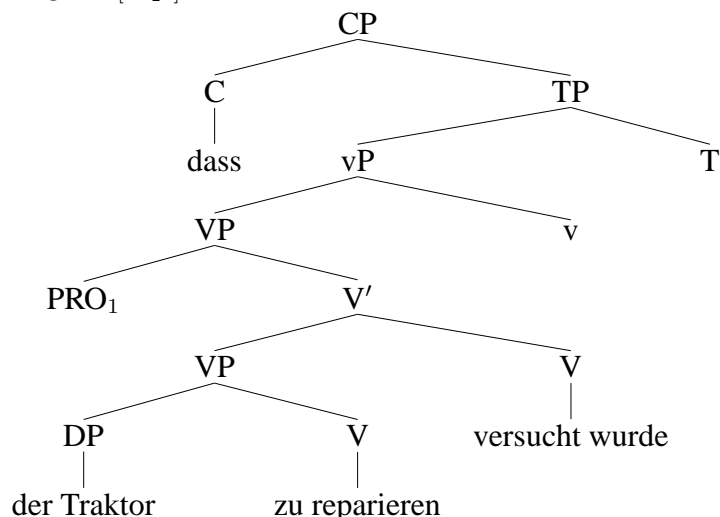 CP
C TP
dass vP T
VP v
PRO₁ V′
VP V
DP V versucht wurde
der Traktor zu reparieren